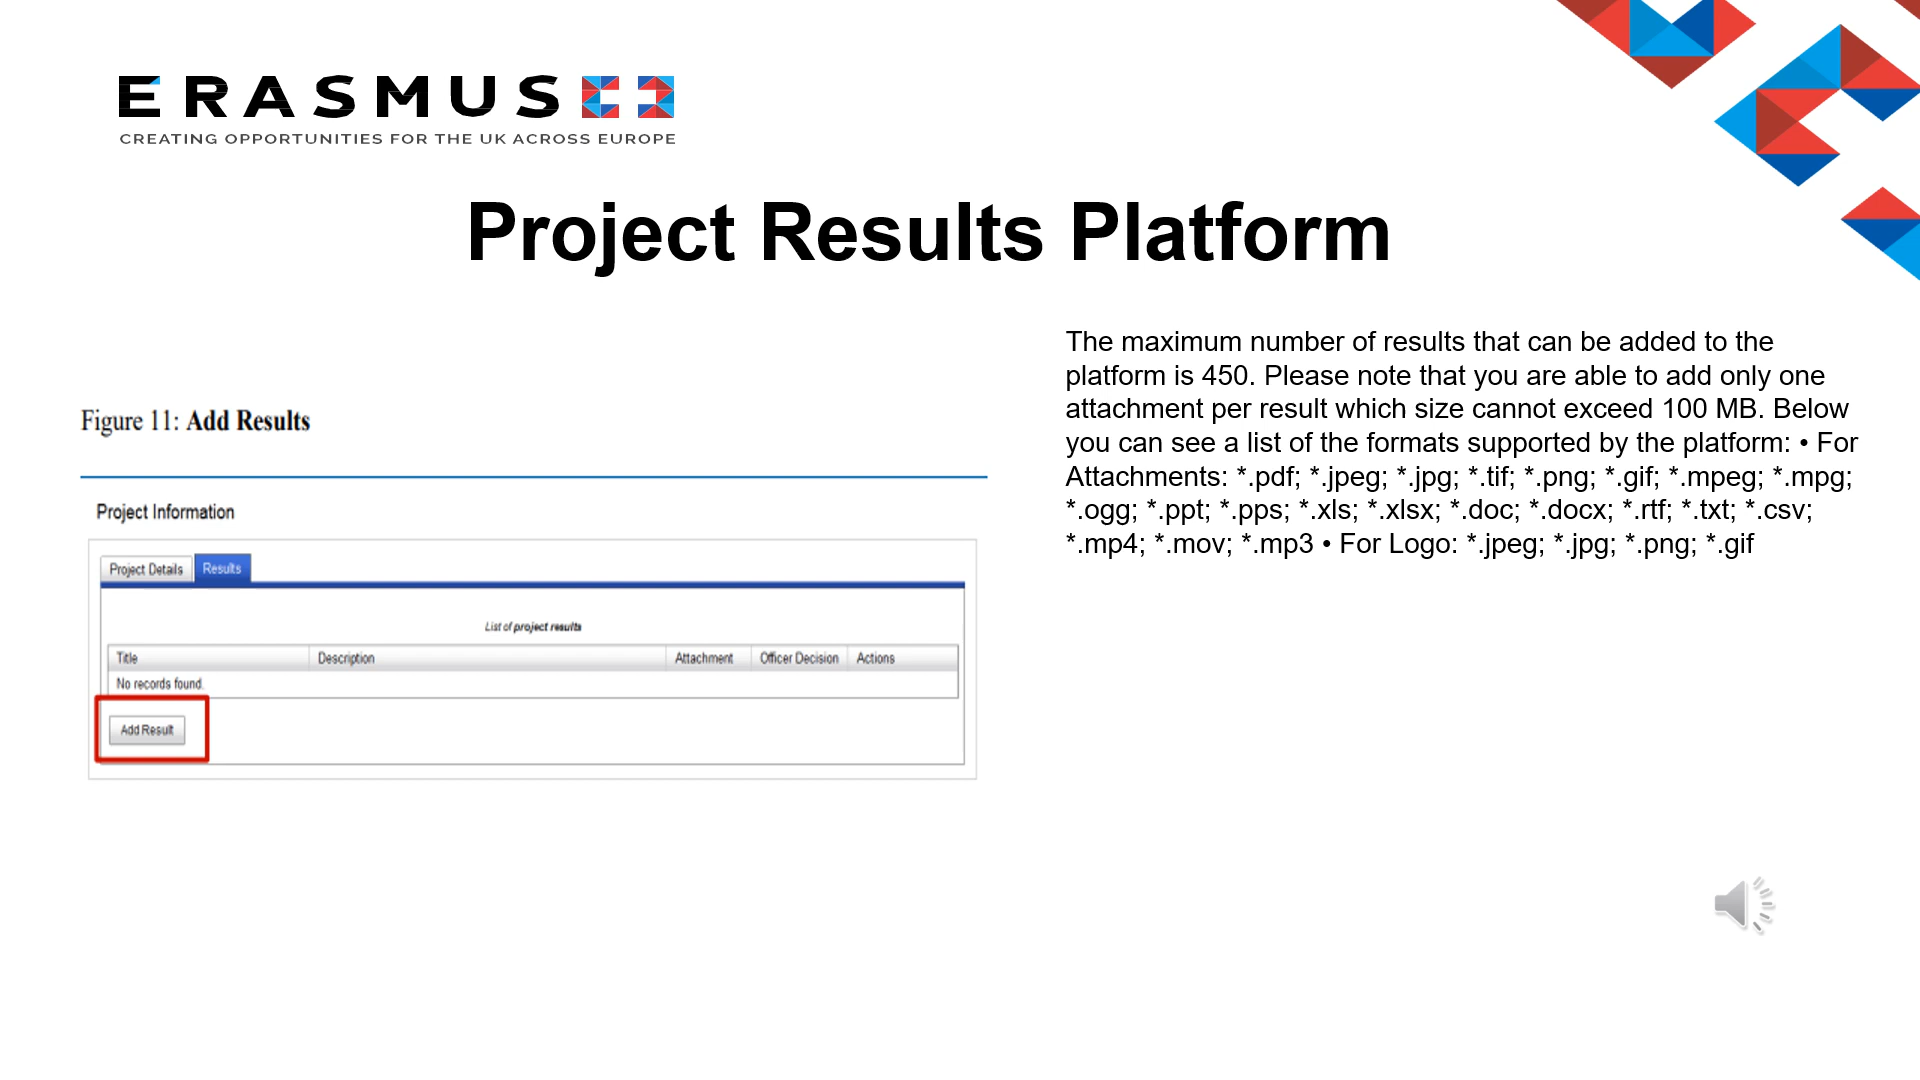 ERASMUS
CREATING OPPORTUNITIES FOR THE UK ACROSS EUROPE
Project Results Platform
Figure 11: Add Results
Project Information
Project Details Results
List of project results
Title Description Attachment Officer Decision Actions
No records found.
Add Result
The maximum number of results that can be added to the
platform is 450. Please note that you are able to add only one
attachment per result which size cannot exceed 100 MB. Below
you can see a list of the formats supported by the platform: • For
Attachments: *.pdf; *.jpeg; *.jpg; *.tif; *.png; *.gif; *.mpeg; *.mpg;
*.ogg; *.ppt; *.pps; *.xls; *.xlsx; *.doc; *.docx; *.rtf; *.txt; *.csv;
*.mp4; *.mov; *.mp3 • For Logo: *.jpeg; *.jpg; *.png; *.gif